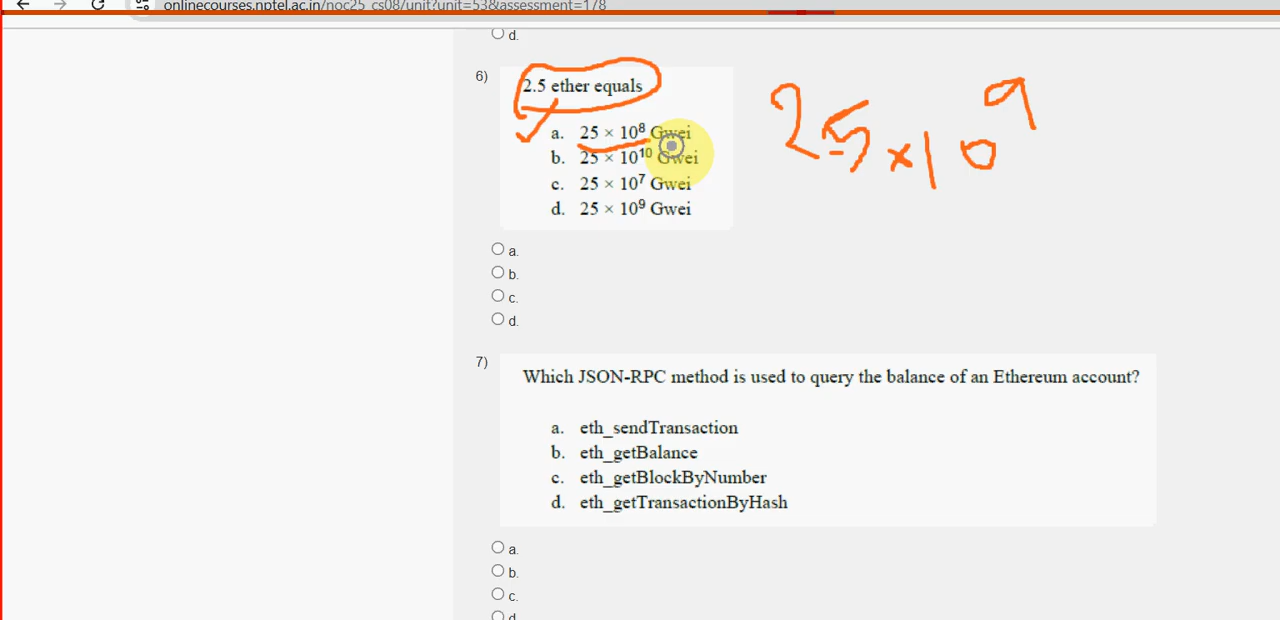 onlinecourses.nptel.ac.in/noc25_cs08/unit?unit=53&assessment=178
d.
6)
2.5 ether equals
a. 25 × 10⁸ Gwei
b. 25 × 10¹⁰ Gwei
c. 25 × 10⁷ Gwei
d. 25 × 10⁹ Gwei
25×10⁹
a.
b.
c.
d.
7)
Which JSON-RPC method is used to query the balance of an Ethereum account?
a. eth_sendTransaction
b. eth_getBalance
c. eth_getBlockByNumber
d. eth_getTransactionByHash
a.
b.
c.
d.